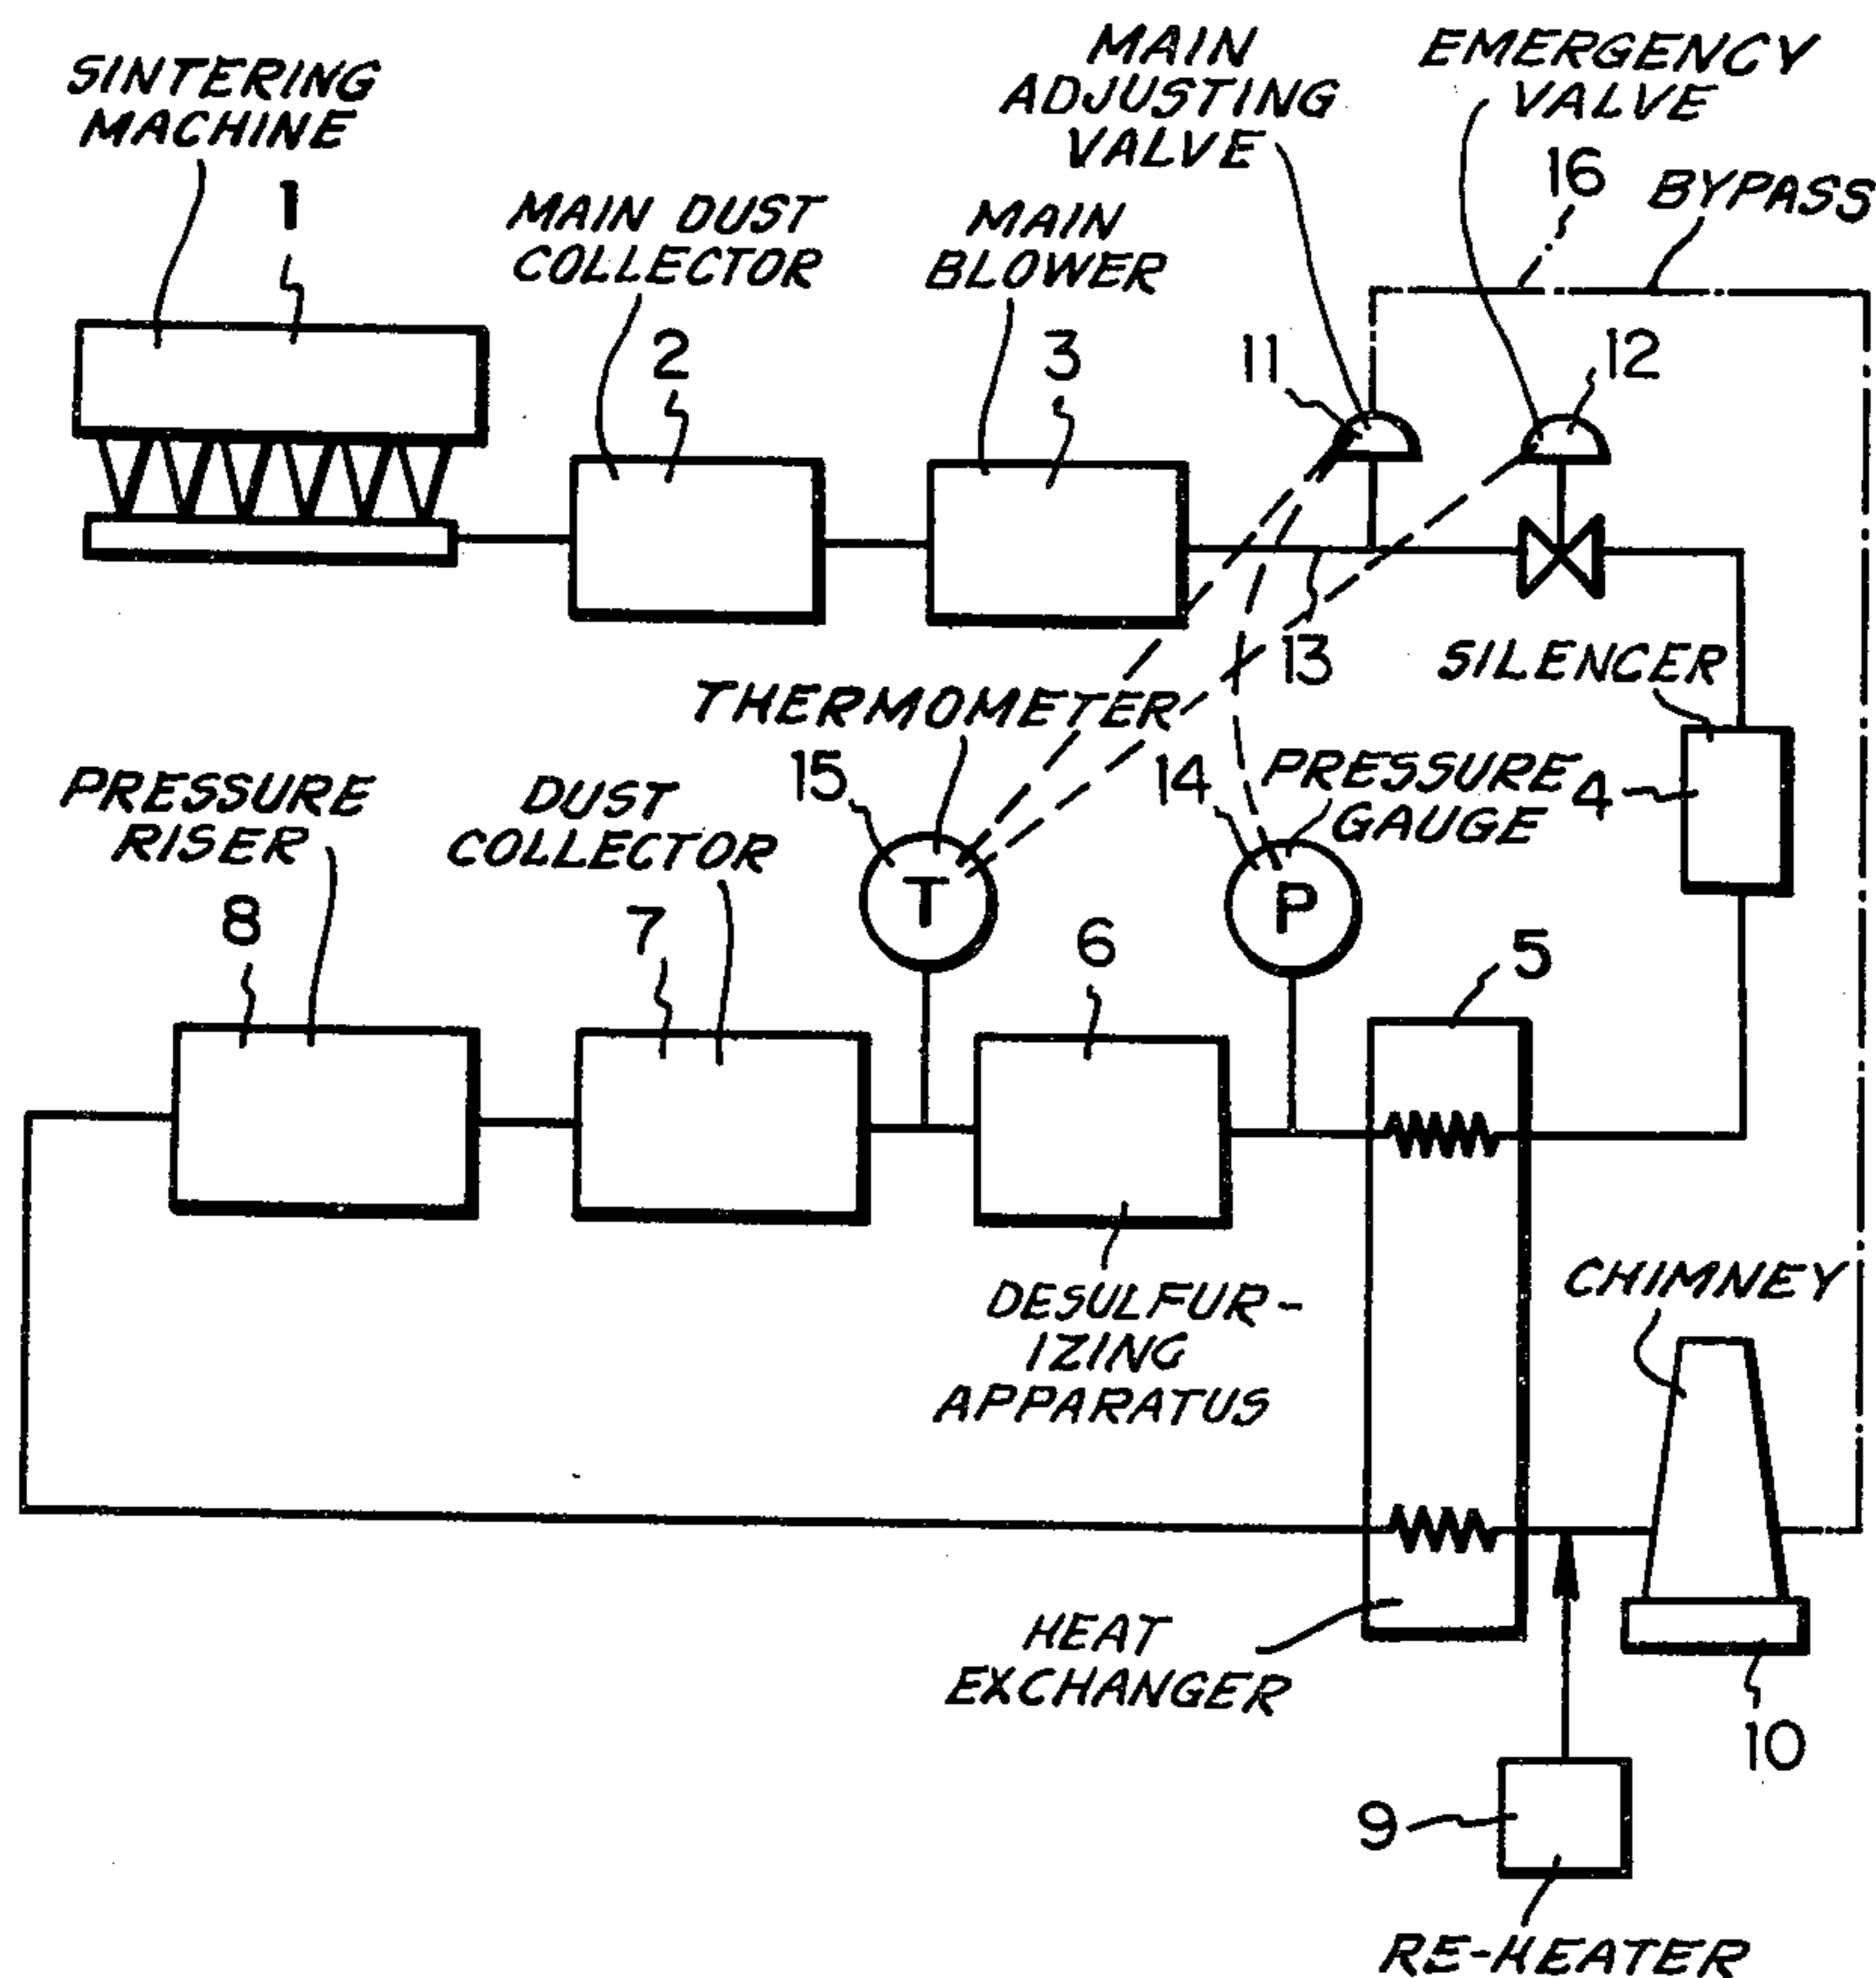 SINTERING
MACHINE
1
MAIN DUST
COLLECTOR
2
MAIN
BLOWER
3
MAIN
ADJUSTING
VALVE
11
EMERGENCY
VALVE
16
BYPASS
12
13
SILENCER
4
THERMOMETER
15
T
14
PRESSURE
GAUGE
P
PRESSURE
RISER
8
DUST
COLLECTOR
7
6
5
DESULFUR-
IZING
APPARATUS
CHIMNEY
HEAT
EXCHANGER
10
9
RE-HEATER